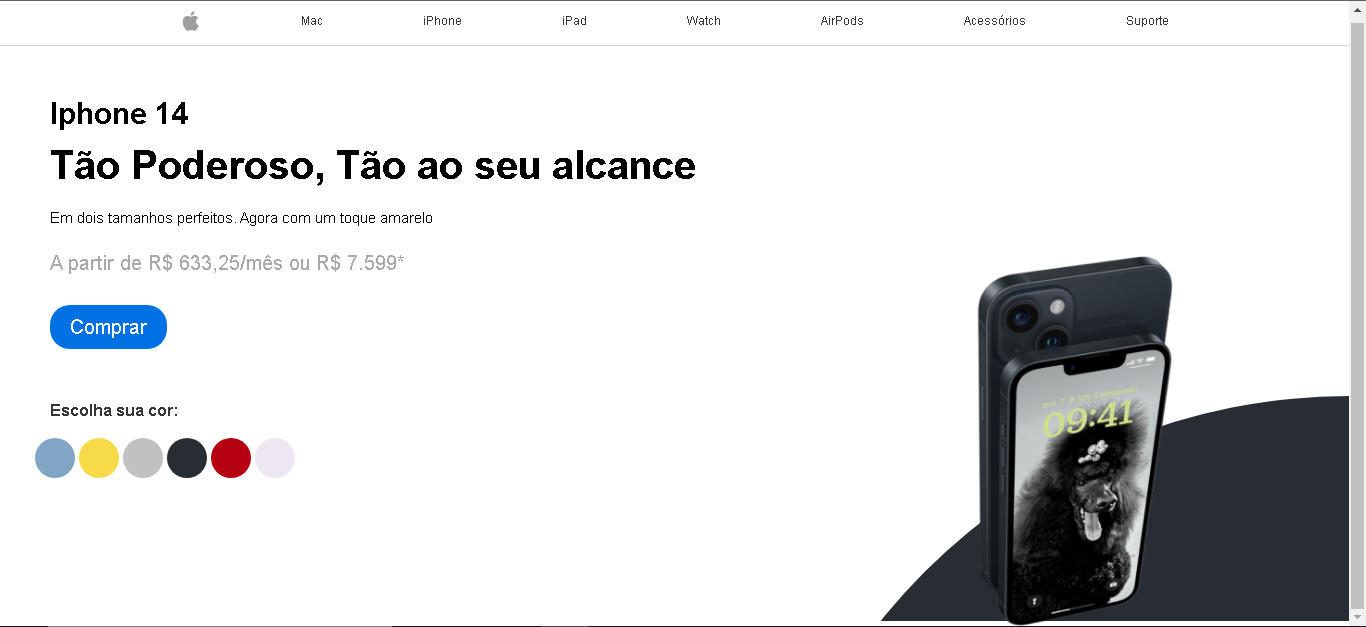 Mac iPhone iPad Watch AirPods Acessórios Suporte
Iphone 14
Tão Poderoso, Tão ao seu alcance
Em dois tamanhos perfeitos. Agora com um toque amarelo
A partir de R$ 633,25/mês ou R$ 7.599*
Comprar
09:41
Escolha sua cor: